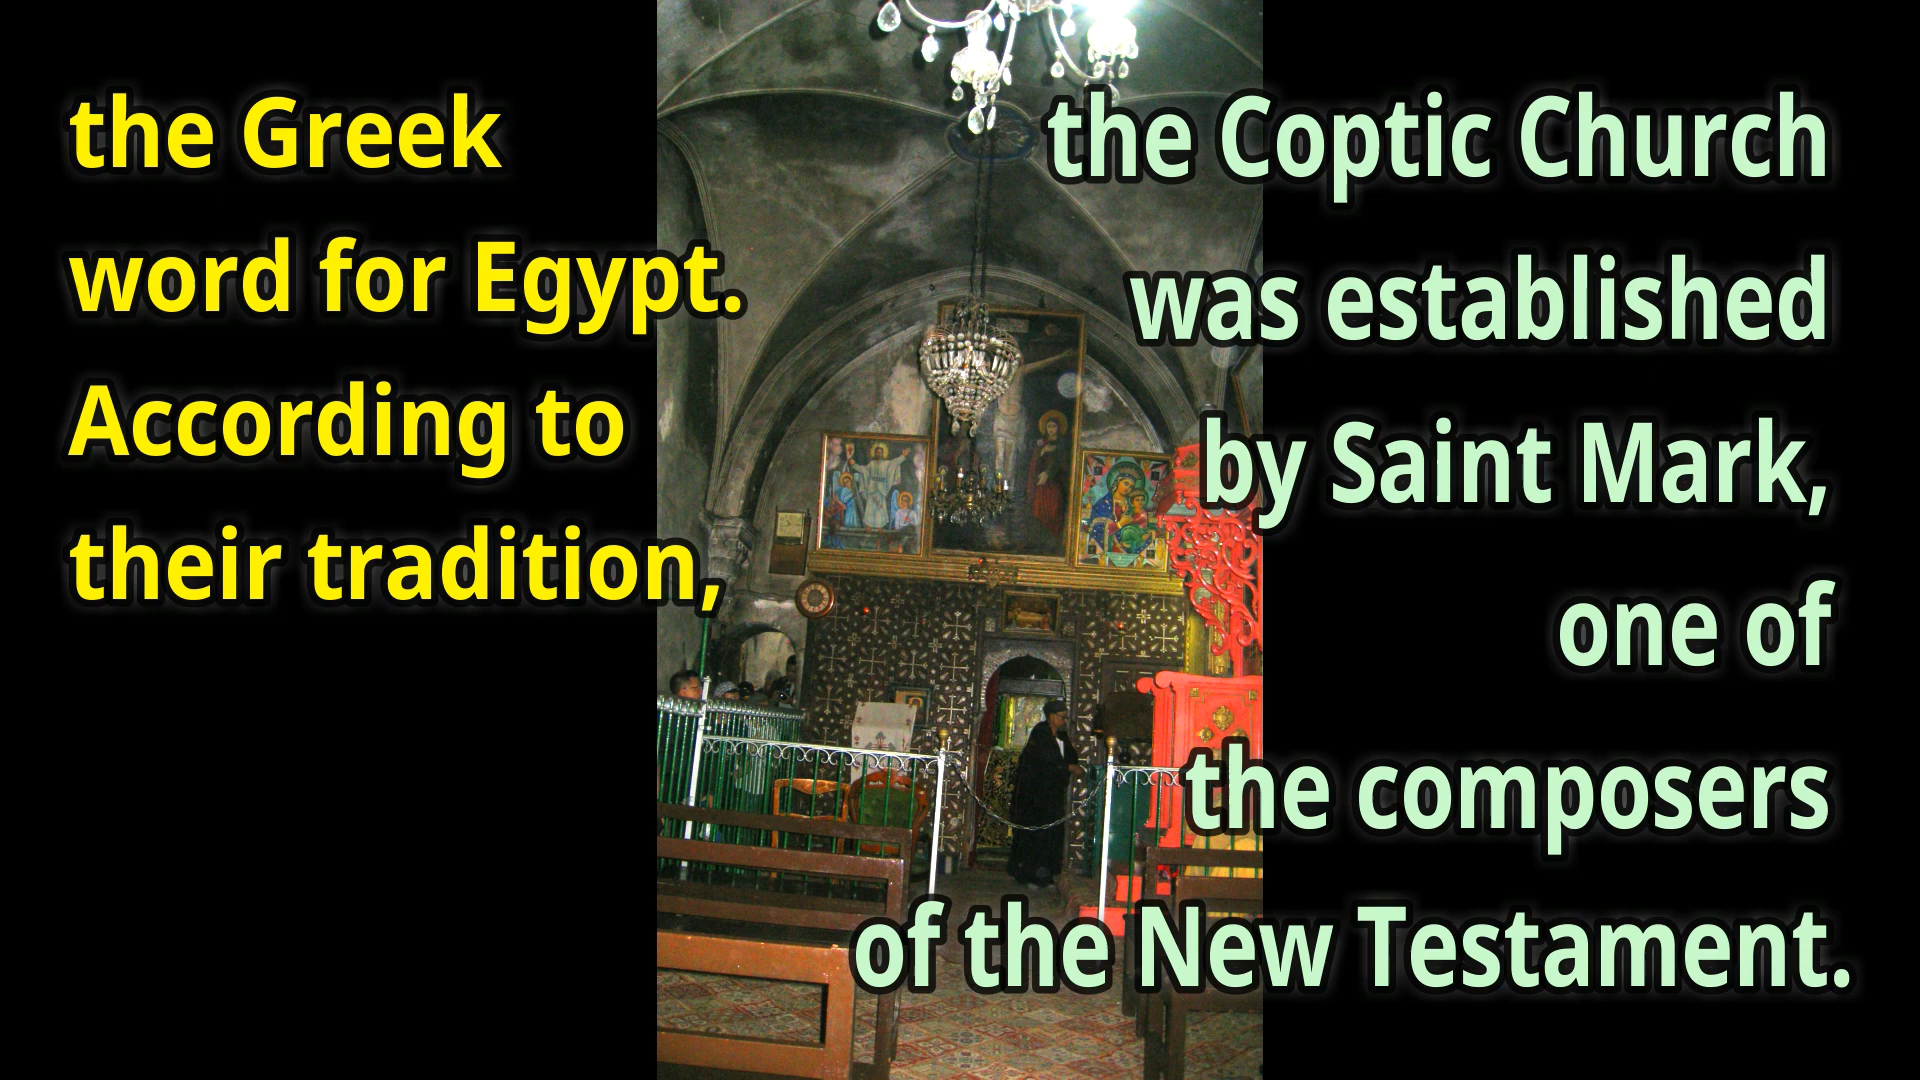 the Greek
word for Egypt.
According to
their tradition,
the Coptic Church
was established
by Saint Mark,
one of
the composers
of the New Testament.